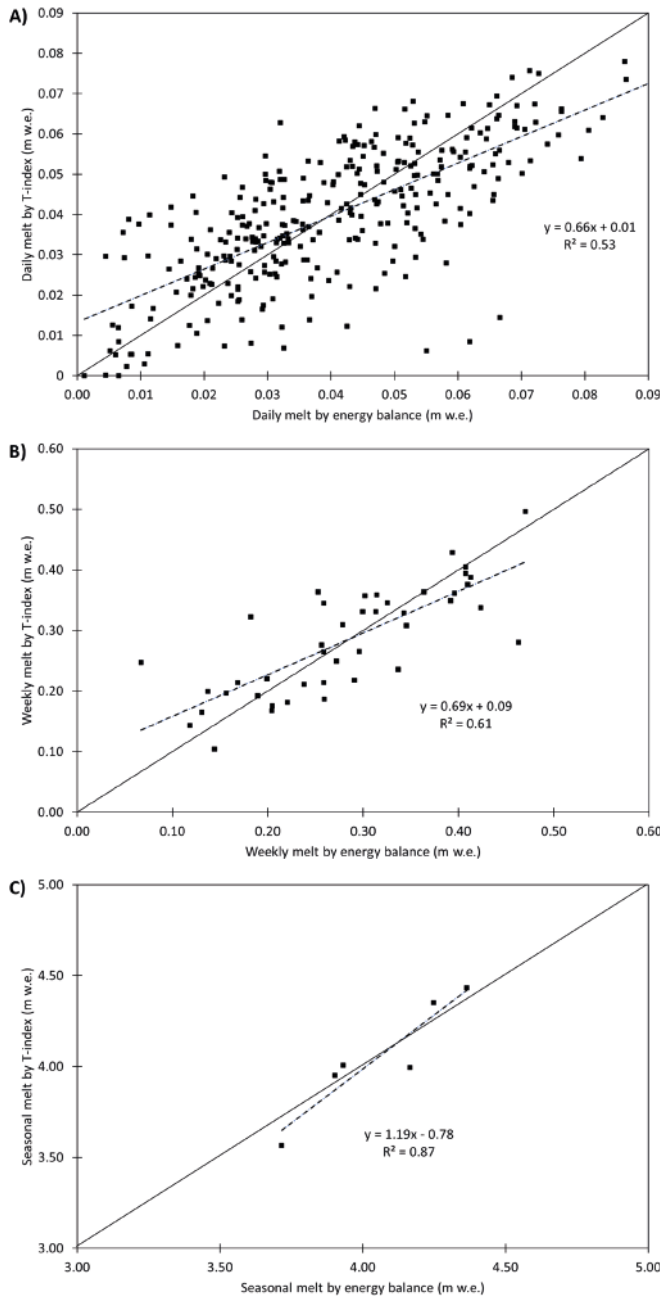 A)
0.09
0.08
0.07
0.06
0.05
0.04
0.03
0.02
0.01
0
Daily melt by T-index (m w.e.)
y = 0.66x + 0.01
R² = 0.53
0.00 0.01 0.02 0.03 0.04 0.05 0.06 0.07 0.08 0.09
Daily melt by energy balance (m w.e.)
B)
0.60
0.50
0.40
0.30
0.20
0.10
0.00
Weekly melt by T-index (m w.e.)
y = 0.69x + 0.09
R² = 0.61
0.00 0.10 0.20 0.30 0.40 0.50 0.60
Weekly melt by energy balance (m w.e.)
C)
5.00
4.50
4.00
3.50
3.00
Seasonal melt by T-index (m w.e.)
y = 1.19x - 0.78
R² = 0.87
3.00 3.50 4.00 4.50 5.00
Seasonal melt by energy balance (m w.e.)